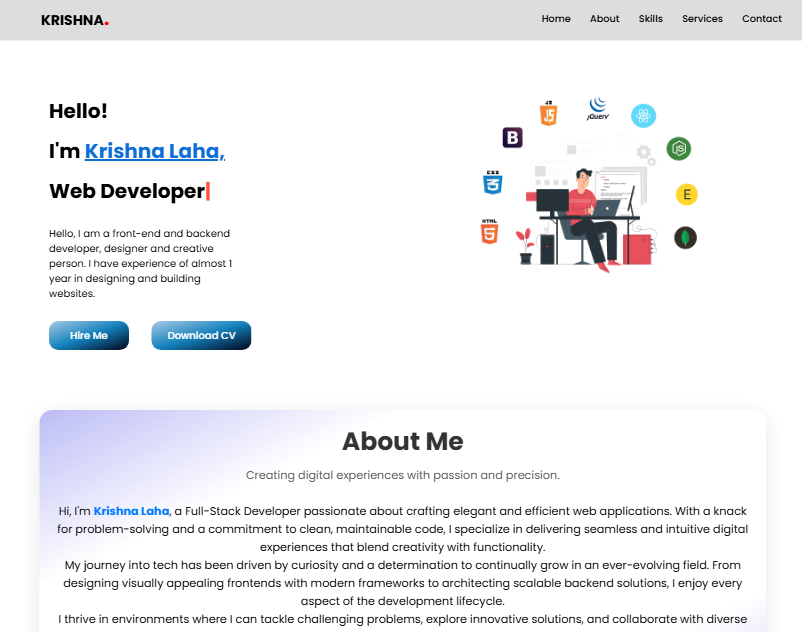 KRISHNA.
Home About Skills Services Contact
Hello!
I'm Krishna Laha,
Web Developer|
Hello, I am a front-end and backend
developer, designer and creative
person. I have experience of almost 1
year in designing and building
websites.
Hire Me
Download CV
JS
5
jQuery
B
JS
CSS
3
E
HTML
5
About Me
Creating digital experiences with passion and precision.
Hi, I'm Krishna Laha, a Full-Stack Developer passionate about crafting elegant and efficient web applications. With a knack
for problem-solving and a commitment to clean, maintainable code, I specialize in delivering seamless and intuitive digital
experiences that blend creativity with functionality.
My journey into tech has been driven by curiosity and a determination to continually grow in an ever-evolving field. From
designing visually appealing frontends with modern frameworks to architecting scalable backend solutions, I enjoy every
aspect of the development lifecycle.
I thrive in environments where I can tackle challenging problems, explore innovative solutions, and collaborate with diverse